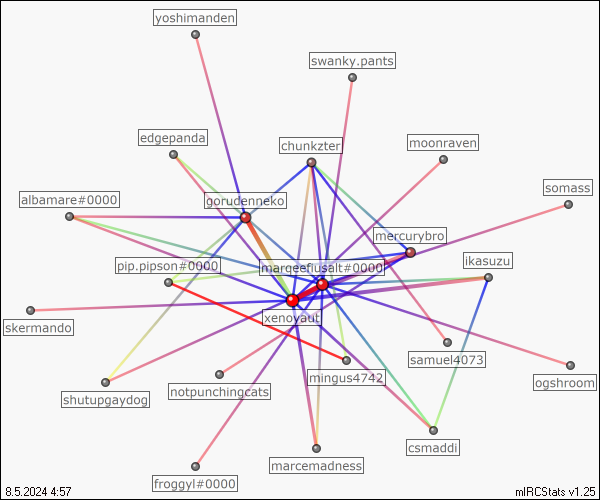 yoshimanden
swanky.pants
edgepanda
chunkzter
moonraven
albamare#0000
gorudenneko
somass
mercurybro
pip.pipson#0000
marqeeflusalt#0000
ikasuzu
xenoyaut
skermando
samuel4073
mingus4742
ogshroom
notpunchingcats
shutupgaydog
csmaddi
marcemadness
froggyl#0000
8.5.2024 4:57
mIRCStats v1.25